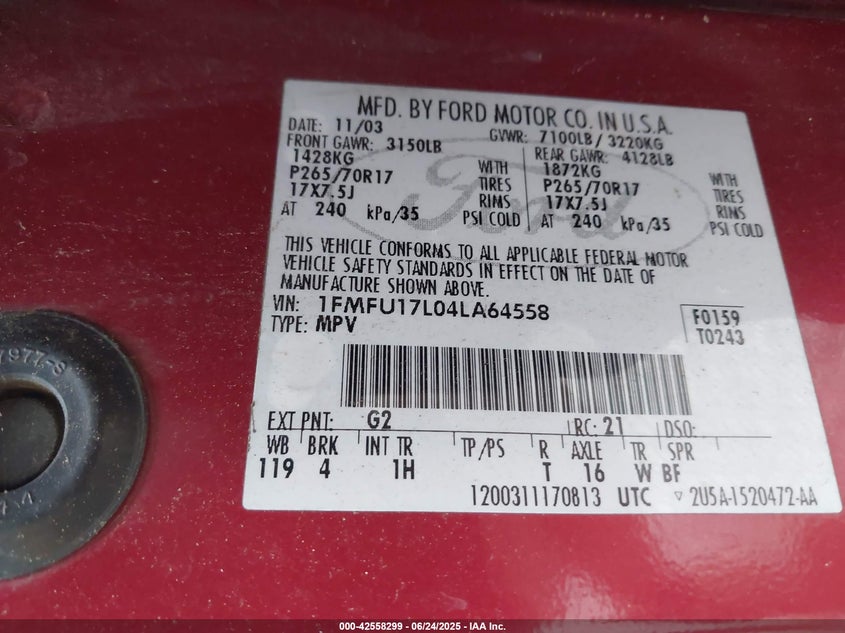 MFD. BY FORD MOTOR CO. IN U.S.A.
DATE: 11/03 GVWR: 7100LB / 3220KG
FRONT GAWR: 3150LB REAR GAWR: 4128LB
1428KG WITH 1872KG WITH
P265/70R17 TIRES P265/70R17 TIRES
17X7.5J RIMS 17X7.5J RIMS
AT 240 kPa/35 PSI COLD AT 240 kPa/35 PSI COLD
Ford
THIS VEHICLE CONFORMS TO ALL APPLICABLE FEDERAL MOTOR
VEHICLE SAFETY STANDARDS IN EFFECT ON THE DATE OF
MANUFACTURE SHOWN ABOVE.
VIN: 1FMFU17L04LA64558
TYPE: MPV
F0159
T0243
EXT PNT: G2 RC: 21 DSO:
WB BRK INT TR TP/PS R AXLE TR SPR
119 4 1H T 16 W BF
1200311170813 UTC ▽ 2U5A-1520472-AA
7977-S
000-42558299 - 06/24/2025 - IAA Inc.